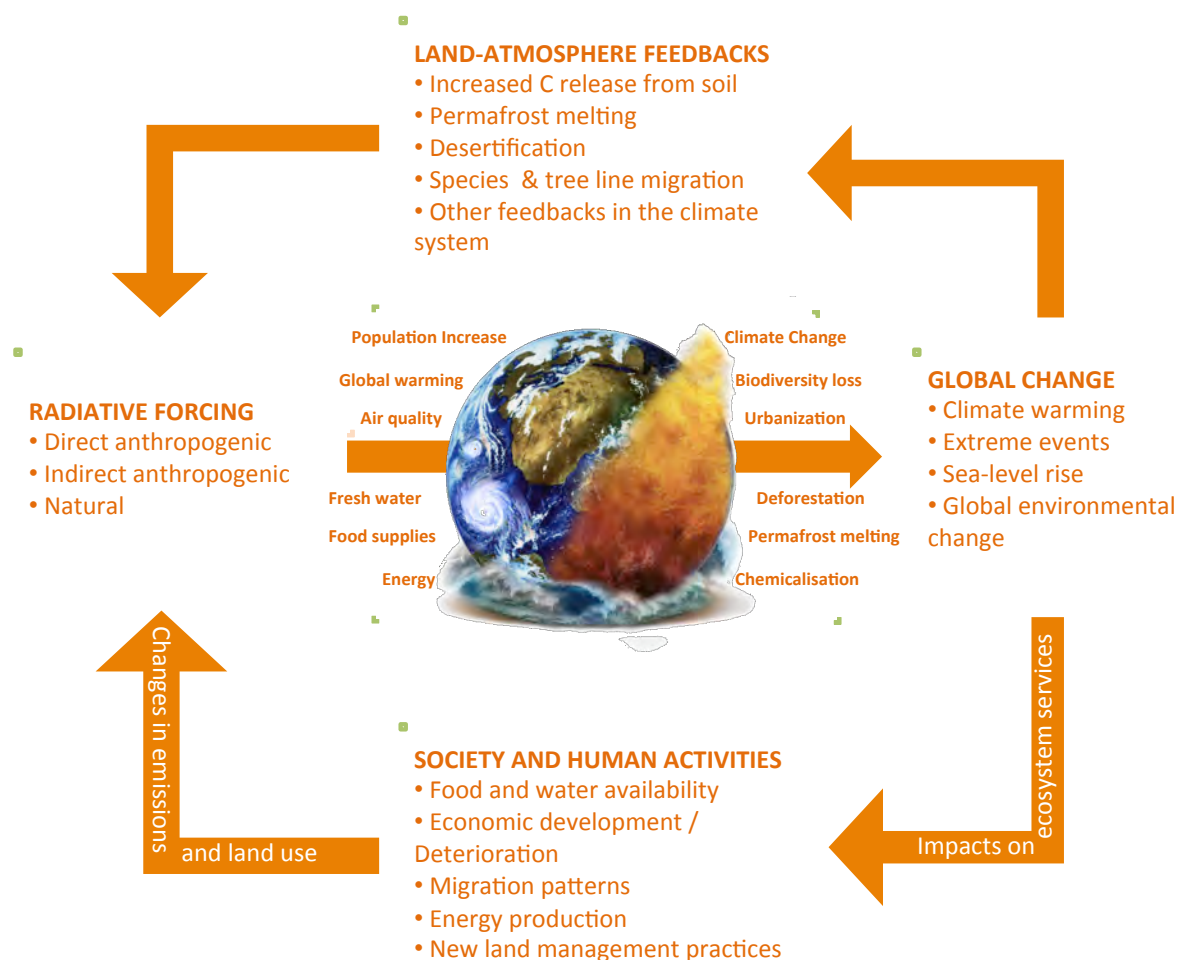 LAND-ATMOSPHERE FEEDBACKS
• Increased C release from soil
• Permafrost melting
• Desertification
• Species & tree line migration
• Other feedbacks in the climate
system
Population Increase
Global warming
Air quality
Fresh water
Food supplies
Energy
Climate Change
Biodiversity loss
Urbanization
Deforestation
Permafrost melting
Chemicalisation
RADIATIVE FORCING
• Direct anthropogenic
• Indirect anthropogenic
• Natural
GLOBAL CHANGE
• Climate warming
• Extreme events
• Sea-level rise
• Global environmental
change
Changes in emissions
and land use
Impacts on
ecosystem services
SOCIETY AND HUMAN ACTIVITIES
• Food and water availability
• Economic development /
Deterioration
• Migration patterns
• Energy production
• New land management practices